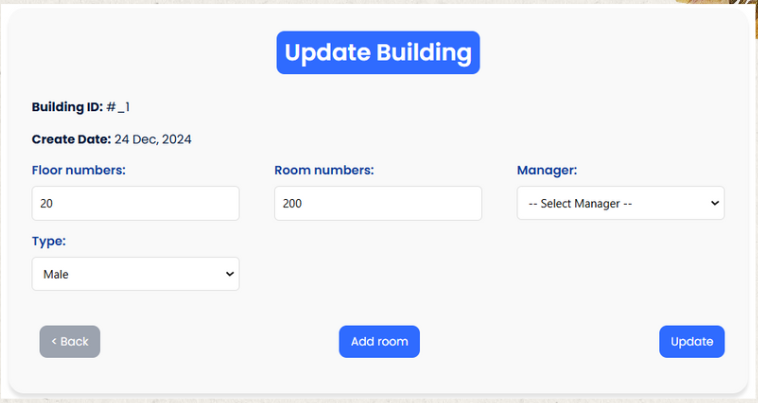 Update Building
Building ID: #_1
Create Date: 24 Dec, 2024
Floor numbers: Room numbers: Manager:
20 200 -- Select Manager --
Type:
Male
< Back Add room Update